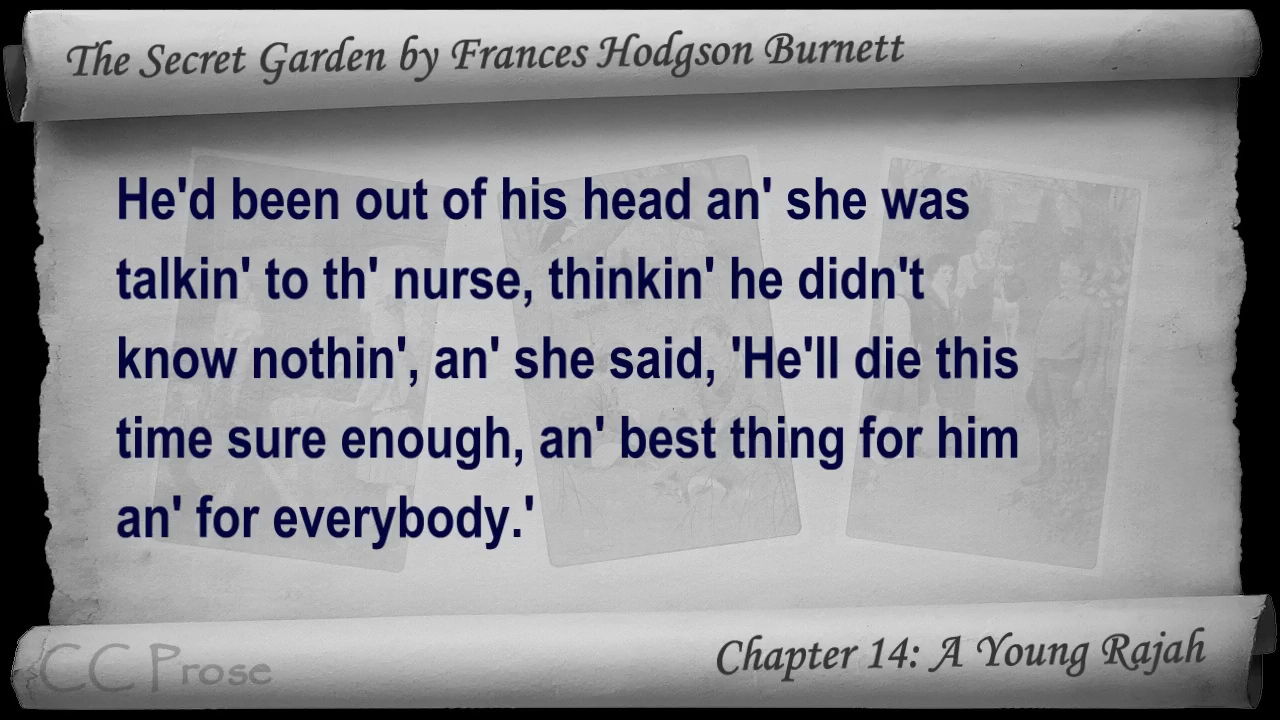 The Secret Garden by Frances Hodgson Burnett
He'd been out of his head an' she was
talkin' to th' nurse, thinkin' he didn't
know nothin', an' she said, 'He'll die this
time sure enough, an' best thing for him
an' for everybody.'
CC Prose
Chapter 14: A Young Rajah